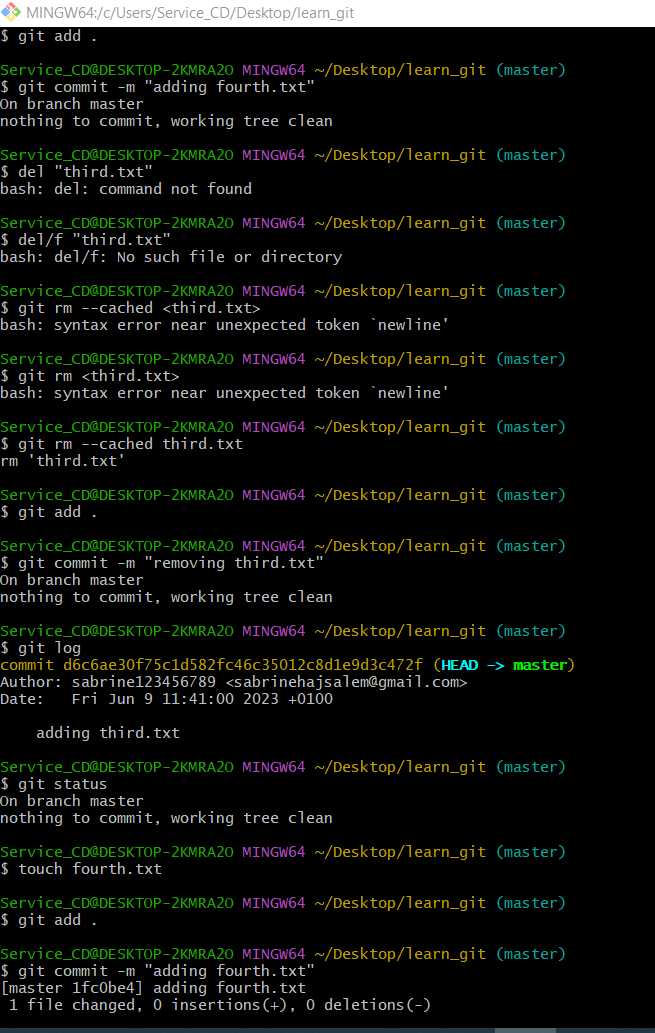 MINGW64:/c/Users/Service_CD/Desktop/learn_git
$ git add .
Service_CD@DESKTOP-2KMRA2O MINGW64 ~/Desktop/learn_git (master)
$ git commit -m "adding fourth.txt"
On branch master
nothing to commit, working tree clean
Service_CD@DESKTOP-2KMRA2O MINGW64 ~/Desktop/learn_git (master)
$ del "third.txt"
bash: del: command not found
Service_CD@DESKTOP-2KMRA2O MINGW64 ~/Desktop/learn_git (master)
$ del/f "third.txt"
bash: del/f: No such file or directory
Service_CD@DESKTOP-2KMRA2O MINGW64 ~/Desktop/learn_git (master)
$ git rm --cached <third.txt>
bash: syntax error near unexpected token `newline'
Service_CD@DESKTOP-2KMRA2O MINGW64 ~/Desktop/learn_git (master)
$ git rm <third.txt>
bash: syntax error near unexpected token `newline'
Service_CD@DESKTOP-2KMRA2O MINGW64 ~/Desktop/learn_git (master)
$ git rm --cached third.txt
rm 'third.txt'
Service_CD@DESKTOP-2KMRA2O MINGW64 ~/Desktop/learn_git (master)
$ git add .
Service_CD@DESKTOP-2KMRA2O MINGW64 ~/Desktop/learn_git (master)
$ git commit -m "removing third.txt"
On branch master
nothing to commit, working tree clean
Service_CD@DESKTOP-2KMRA2O MINGW64 ~/Desktop/learn_git (master)
$ git log
commit d6c6ae30f75c1d582fc46c35012c8d1e9d3c472f (HEAD -> master)
Author: sabrine123456789 <sabrinehajsalem@gmail.com>
Date:   Fri Jun 9 11:41:00 2023 +0100
adding third.txt
Service_CD@DESKTOP-2KMRA2O MINGW64 ~/Desktop/learn_git (master)
$ git status
On branch master
nothing to commit, working tree clean
Service_CD@DESKTOP-2KMRA2O MINGW64 ~/Desktop/learn_git (master)
$ touch fourth.txt
Service_CD@DESKTOP-2KMRA2O MINGW64 ~/Desktop/learn_git (master)
$ git add .
Service_CD@DESKTOP-2KMRA2O MINGW64 ~/Desktop/learn_git (master)
$ git commit -m "adding fourth.txt"
[master 1fc0be4] adding fourth.txt
1 file changed, 0 insertions(+), 0 deletions(-)